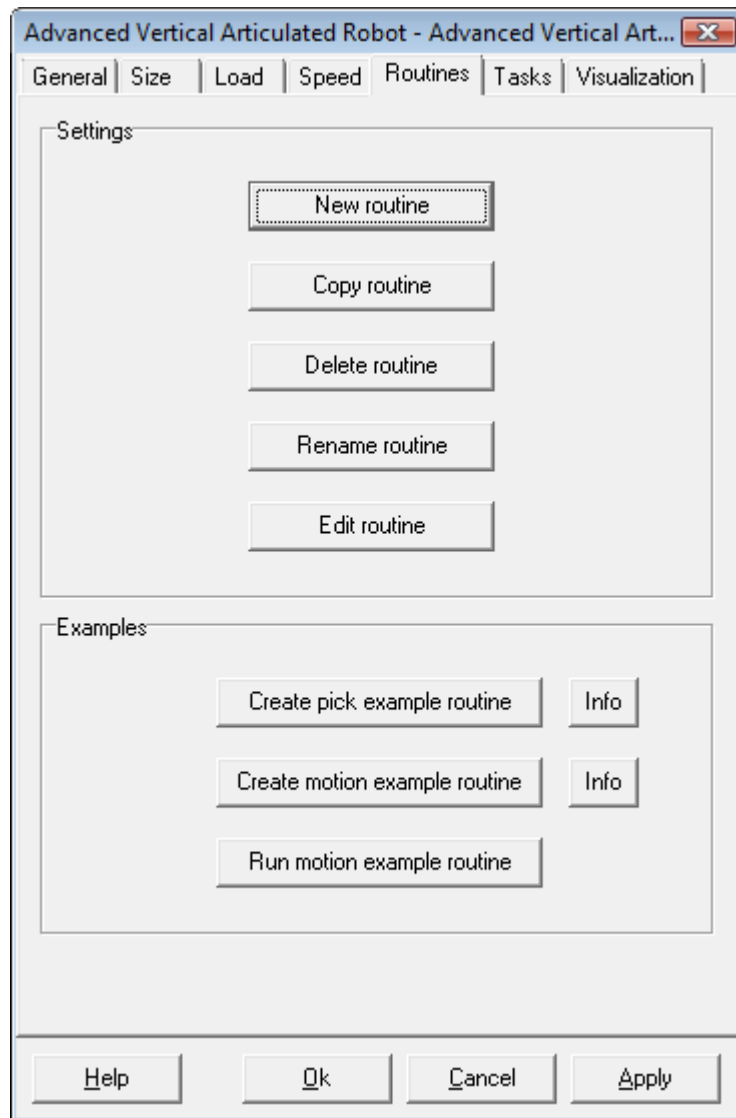 Advanced Vertical Articulated Robot - Advanced Vertical Art...
General Size Load Speed Routines Tasks Visualization
Settings
New routine
Copy routine
Delete routine
Rename routine
Edit routine
Examples
Create pick example routine Info
Create motion example routine Info
Run motion example routine
Help Ok Cancel Apply